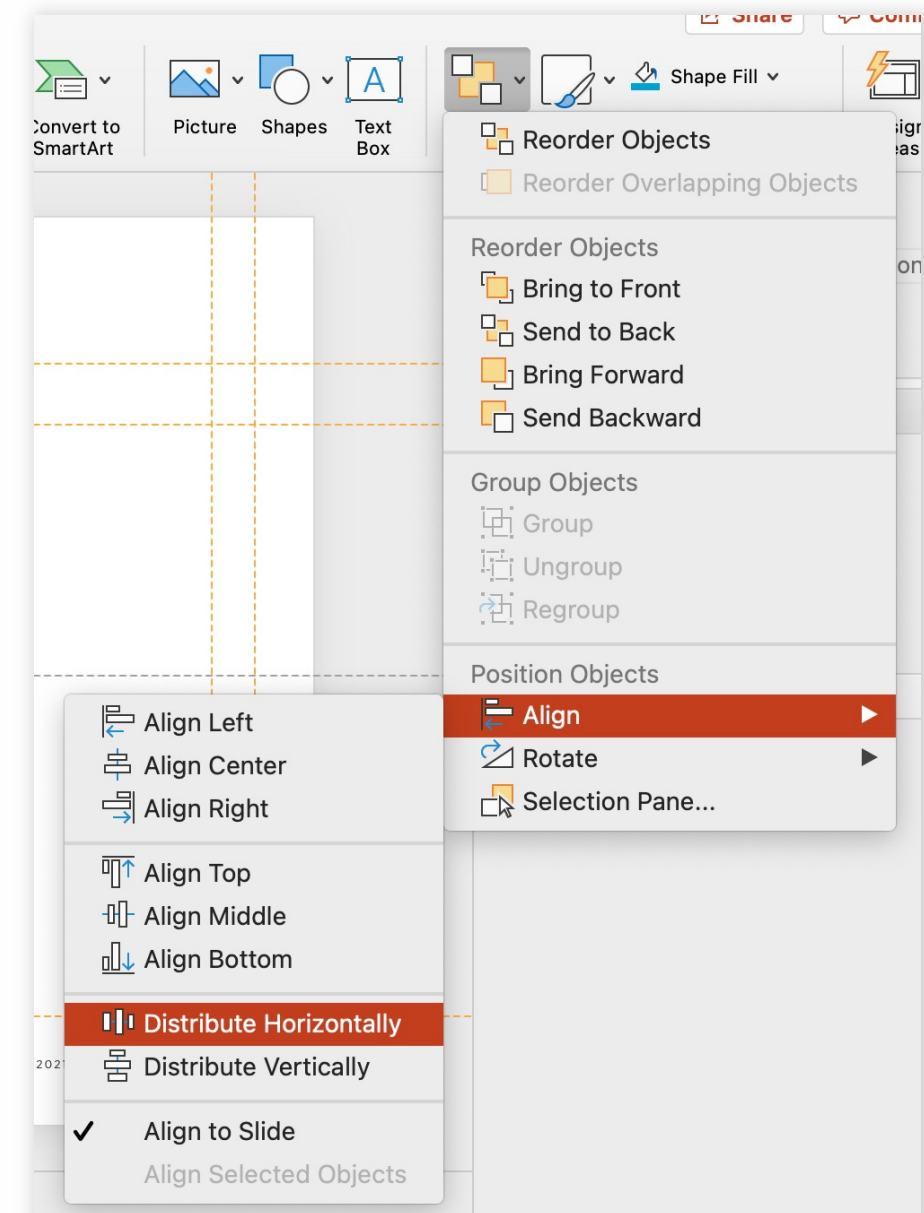 Share
Convert to
SmartArt
Picture
Shapes
Text
Box
A
Shape Fill
Reorder Objects
Reorder Overlapping Objects
Reorder Objects
Bring to Front
Send to Back
Bring Forward
Send Backward
Group Objects
Group
Ungroup
Regroup
Position Objects
Align
Rotate
Selection Pane...
Align Left
Align Center
Align Right
Align Top
Align Middle
Align Bottom
Distribute Horizontally
Distribute Vertically
Align to Slide
Align Selected Objects